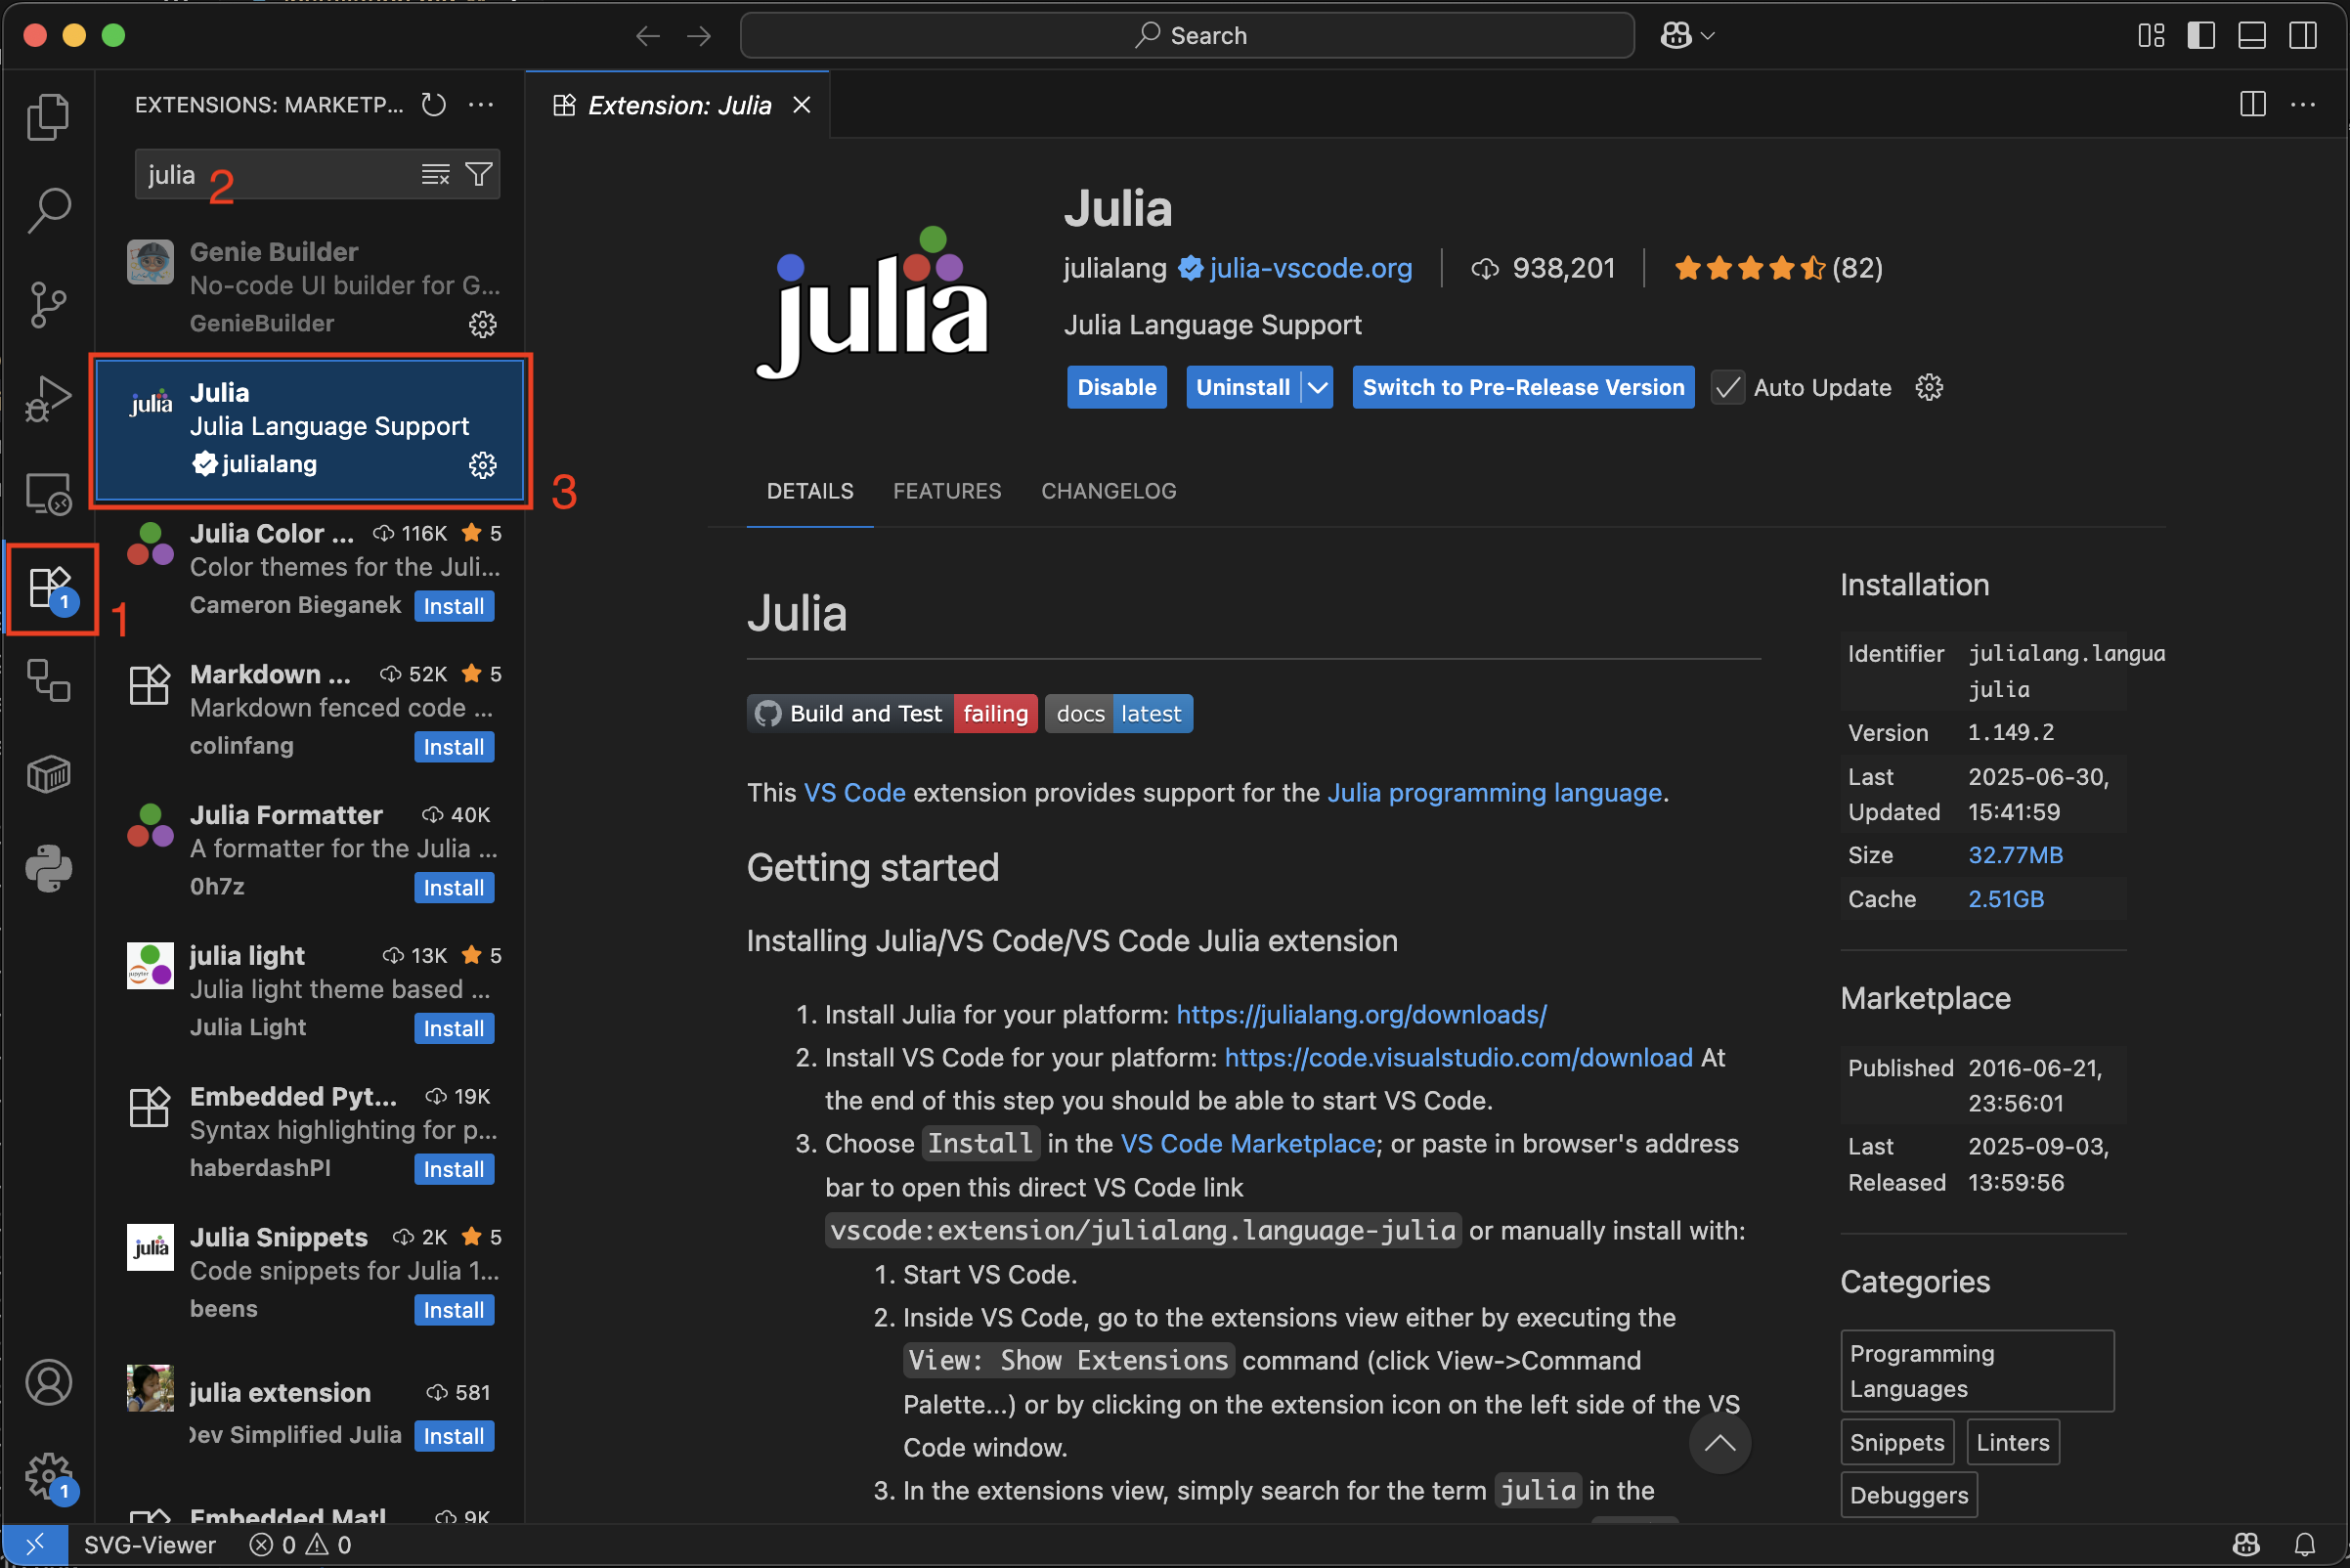 Search
EXTENSIONS: MARKETP...
Extension: Julia
julia
2
Genie Builder
No-code UI builder for G...
GenieBuilder
julia
Julia
Julia Language Support
julialang
3
Julia Color ... 116K 5
Color themes for the Juli...
Cameron Bieganek Install
1
1
Markdown ... 52K 5
Markdown fenced code ...
colinfang Install
Julia Formatter 40K
A formatter for the Julia ...
0h7z Install
julia light 13K 5
Julia light theme based ...
Julia Light Install
Embedded Pyt... 19K
Syntax highlighting for p...
haberdashPI Install
julia
Julia Snippets 2K 5
Code snippets for Julia 1...
beens Install
julia extension 581
Dev Simplified Julia Install
Embedded Matl 9K
1
julia
Julia
julialang julia-vscode.org 938,201 (82)
Julia Language Support
Disable Uninstall Switch to Pre-Release Version Auto Update
DETAILS FEATURES CHANGELOG
Julia
Build and Test failing docs latest
This VS Code extension provides support for the Julia programming language.
Getting started
Installing Julia/VS Code/VS Code Julia extension
1. Install Julia for your platform: https://julialang.org/downloads/
2. Install VS Code for your platform: https://code.visualstudio.com/download At
the end of this step you should be able to start VS Code.
3. Choose Install in the VS Code Marketplace; or paste in browser's address
bar to open this direct VS Code link
vscode:extension/julialang.language-julia or manually install with:
1. Start VS Code.
2. Inside VS Code, go to the extensions view either by executing the
View: Show Extensions command (click View->Command
Palette...) or by clicking on the extension icon on the left side of the VS
Code window.
3. In the extensions view, simply search for the term julia in the
Installation
Identifier julialang.langua
julia
Version 1.149.2
Last 2025-06-30,
Updated 15:41:59
Size 32.77MB
Cache 2.51GB
Marketplace
Published 2016-06-21,
23:56:01
Last 2025-09-03,
Released 13:59:56
Categories
Programming
Languages
Snippets Linters
Debuggers
SVG-Viewer 0 0